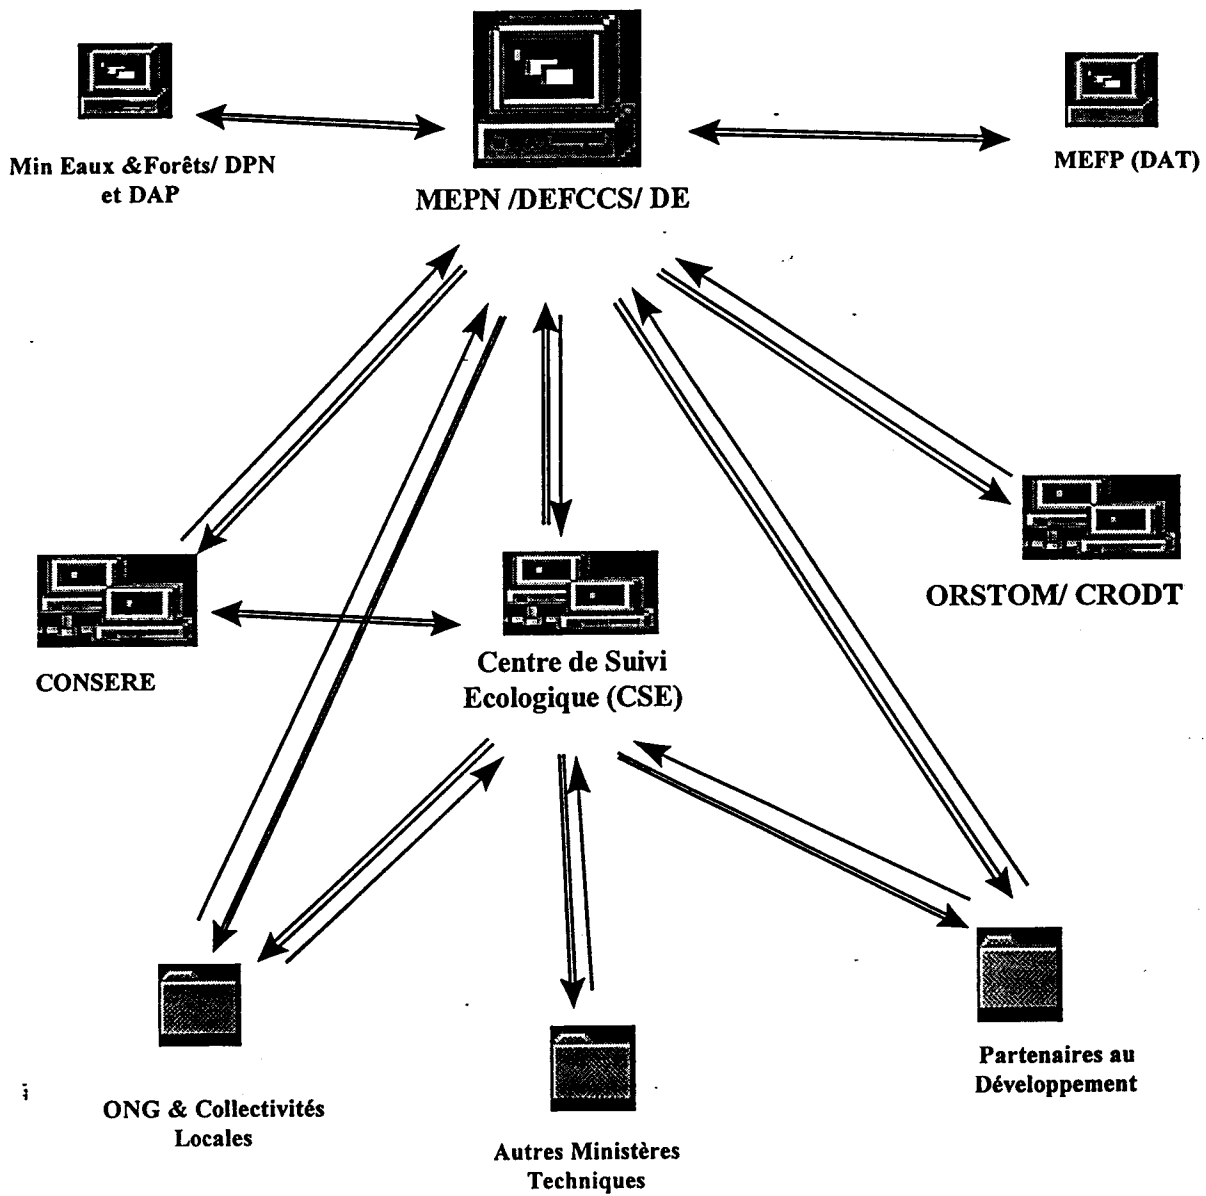 Min Eaux &Forêts/ DPN
et DAP
MEPN /DEFCCS/ DE
MEFP (DAT)
ORSTOM/ CRODT
CONSERE
Centre de Suivi
Ecologique (CSE)
Partenaires au
Développement
ONG & Collectivités
Locales
Autres Ministères
Techniques